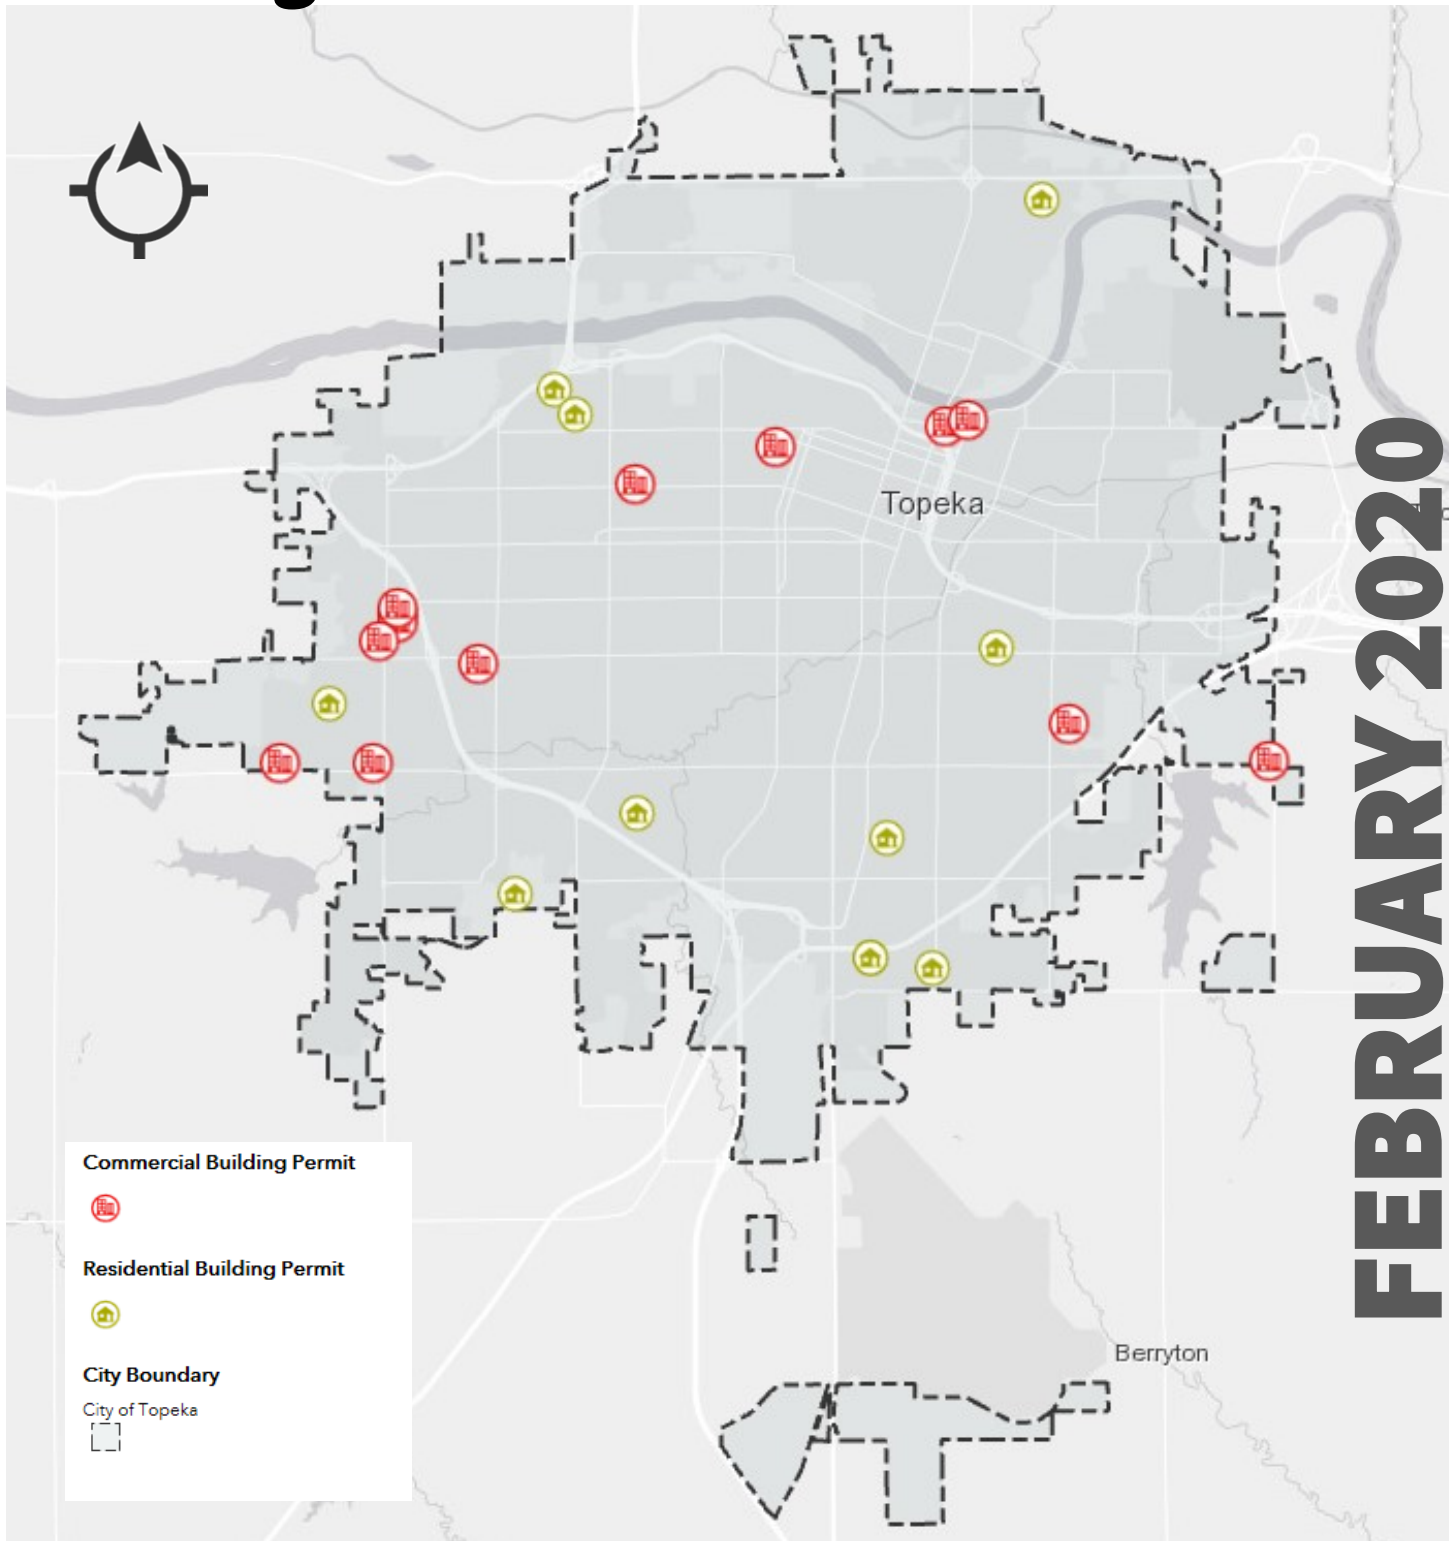 Topeka
FEBRUARY 2020
Commercial Building Permit
Residential Building Permit
City Boundary
City of Topeka
Berryton